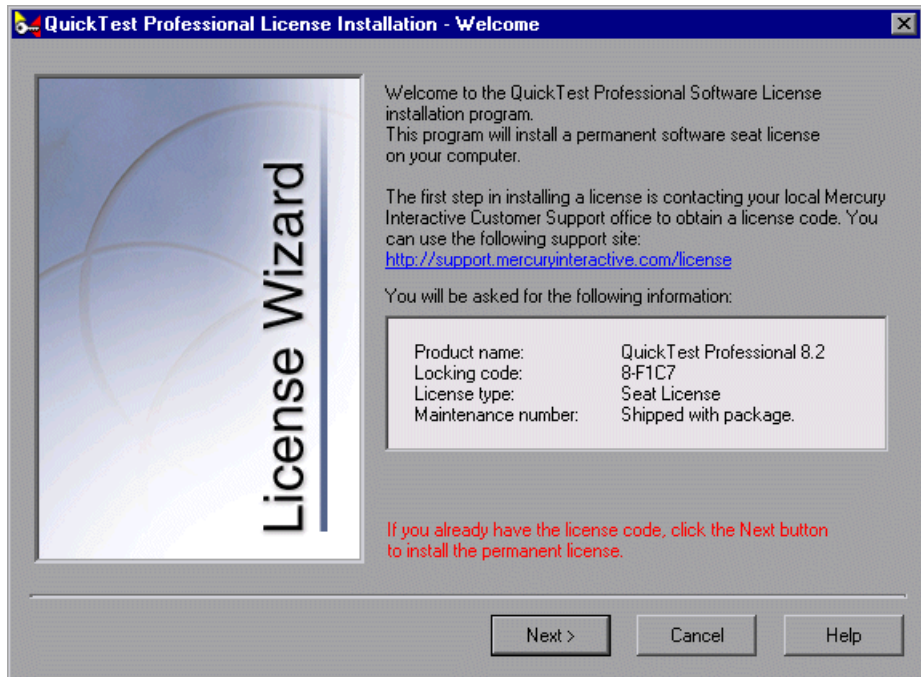 QuickTest Professional License Installation - Welcome
License Wizard
Welcome to the QuickTest Professional Software License
installation program.
This program will install a permanent software seat license
on your computer.
The first step in installing a license is contacting your local Mercury
Interactive Customer Support office to obtain a license code. You
can use the following support site:
http://support.mercuryinteractive.com/license
You will be asked for the following information:
Product name: QuickTest Professional 8.2
Locking code: 8-F1C7
License type: Seat License
Maintenance number: Shipped with package.
If you already have the license code, click the Next button
to install the permanent license.
Next > Cancel Help